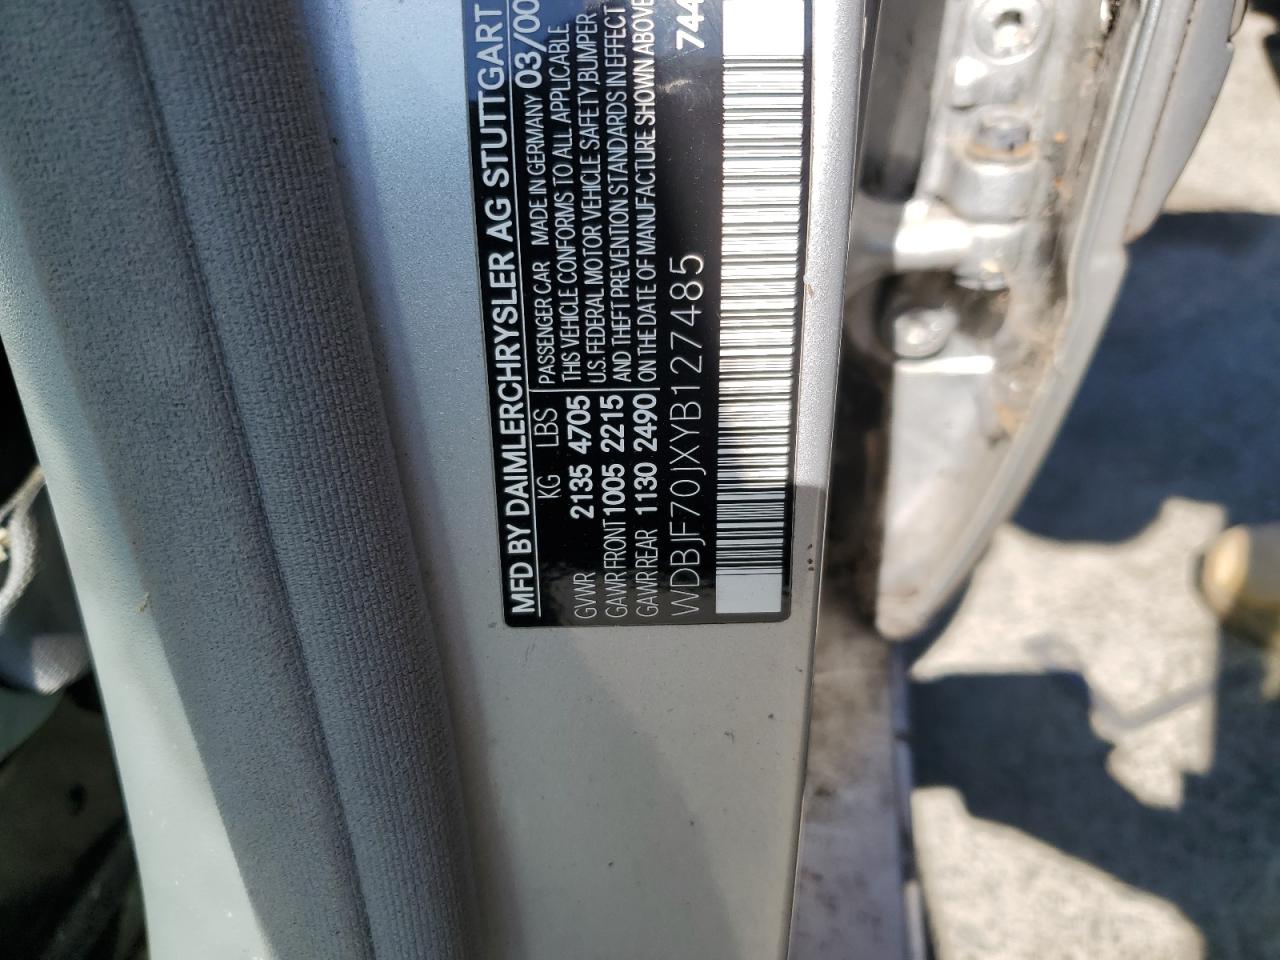 MFD BY DAIMLERCHRYSLER AG STUTTGART
KG LBS PASSENGER CAR MADE IN GERMANY 03/00
GVWR 2135 4705 THIS VEHICLE CONFORMS TO ALL APPLICABLE
U.S. FEDERAL MOTOR VEHICLE SAFETY,BUMPER
GAWR FRONT 1005 2215 AND THEFT PREVENTION STANDARDS IN EFFECT
GAWR REAR 1130 2490 ON THE DATE OF MANUFACTURE SHOWN ABOVE
WDBJF70JXYB127485 744